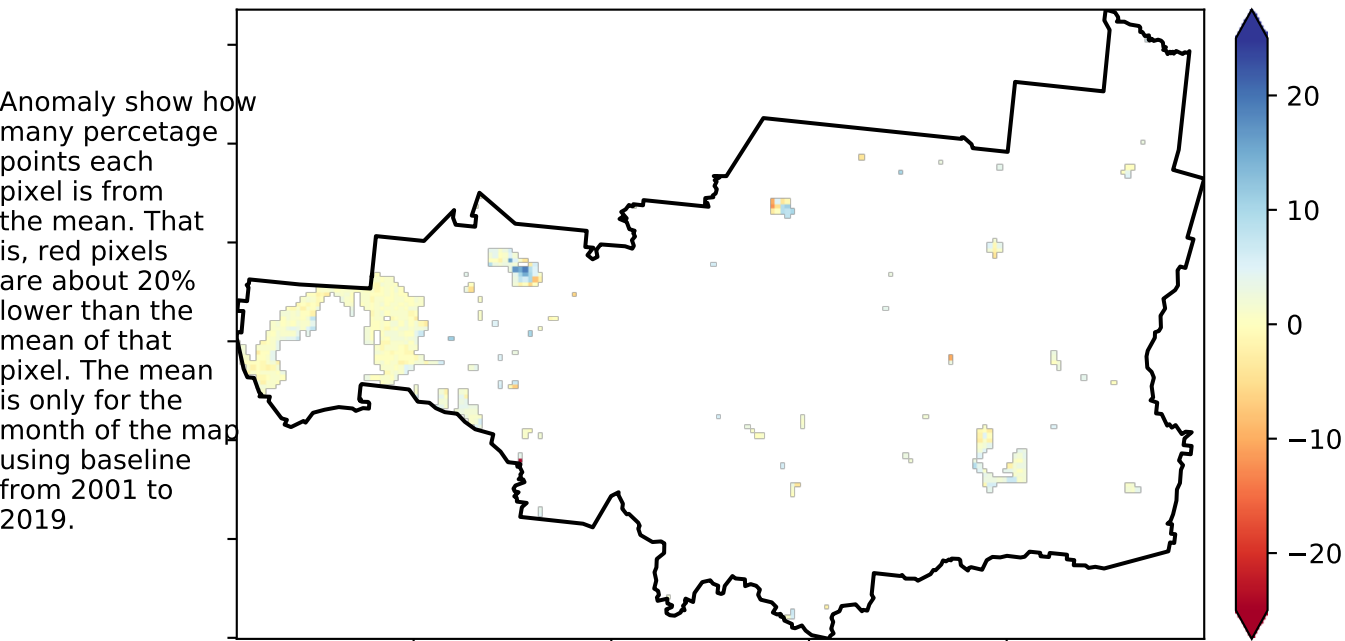 Anomaly show how
many percetage
points each
pixel is from
the mean. That
is, red pixels
are about 20%
lower than the
mean of that
pixel. The mean
is only for the
month of the map
using baseline
from 2001 to
2019.
20
10
0
−10
−20